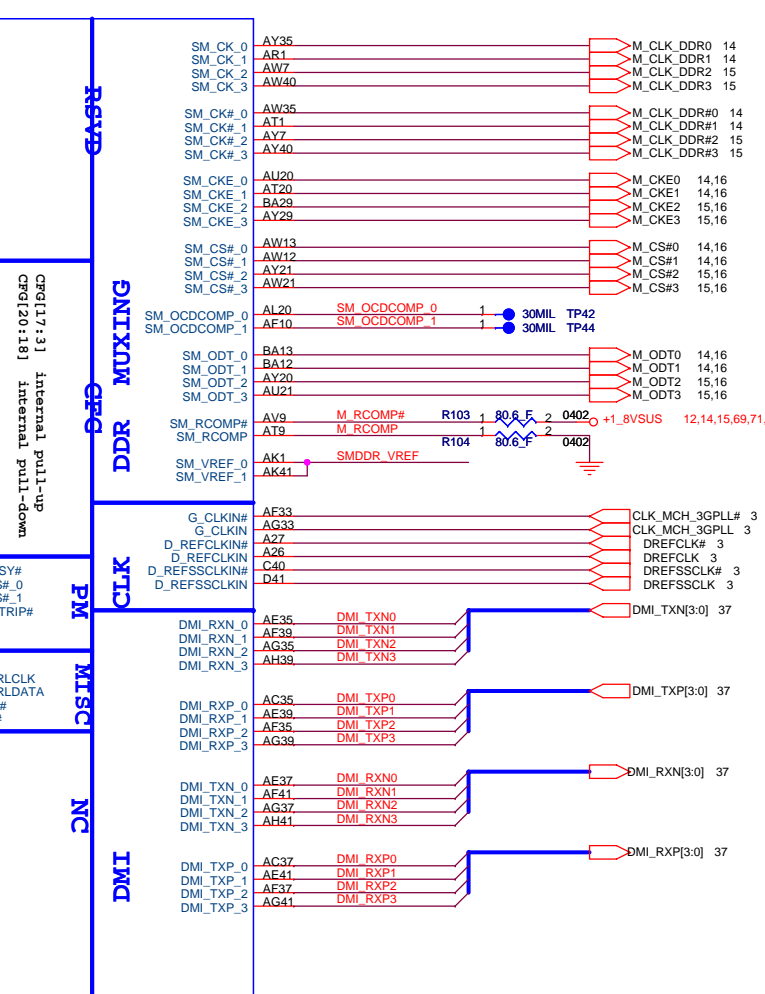 RSVD
CFG[17:3] internal pull-up
CFG[20:18] internal pull-down
CFG
SY#
#_0
#_1
TRIP#
PM
RLCLK
RLDATA
#
MISC
NC
DDR MUXING
SM_CK_0 AY35 M_CLK_DDR0 14
SM_CK_1 AR1 M_CLK_DDR1 14
SM_CK_2 AW7 M_CLK_DDR2 15
SM_CK_3 AW40 M_CLK_DDR3 15
SM_CK#_0 AW35 M_CLK_DDR#0 14
SM_CK#_1 AT1 M_CLK_DDR#1 14
SM_CK#_2 AY7 M_CLK_DDR#2 15
SM_CK#_3 AY40 M_CLK_DDR#3 15
SM_CKE_0 AU20 M_CKE0 14,16
SM_CKE_1 AT20 M_CKE1 14,16
SM_CKE_2 BA29 M_CKE2 15,16
SM_CKE_3 AY29 M_CKE3 15,16
SM_CS#_0 AW13 M_CS#0 14,16
SM_CS#_1 AW12 M_CS#1 14,16
SM_CS#_2 AY21 M_CS#2 15,16
SM_CS#_3 AW21 M_CS#3 15,16
SM_OCDCOMP_0 AL20 SM_OCDCOMP_0 1 30MIL TP42
SM_OCDCOMP_1 AF10 SM_OCDCOMP_1 1 30MIL TP44
SM_ODT_0 BA13 M_ODT0 14,16
SM_ODT_1 BA12 M_ODT1 14,16
SM_ODT_2 AY20 M_ODT2 15,16
SM_ODT_3 AU21 M_ODT3 15,16
SM_RCOMP# AV9 M_RCOMP# R103 1 80.6_F 2 0402 +1_8VSUS 12,14,15,69,71,
SM_RCOMP AT9 M_RCOMP R104 1 80.6_F 2 0402
SM_VREF_0 AK1 SMDDR_VREF
SM_VREF_1 AK41
CLK
G_CLKIN# AF33 CLK_MCH_3GPLL# 3
G_CLKIN AG33 CLK_MCH_3GPLL 3
D_REFCLKIN# A27 DREFCLK# 3
D_REFCLKIN A26 DREFCLK 3
D_REFSSCLKIN# C40 DREFSSCLK# 3
D_REFSSCLKIN D41 DREFSSCLK 3
DMI
DMI_RXN_0 AE35 DMI_TXN0 DMI_TXN[3:0] 37
DMI_RXN_1 AF39 DMI_TXN1
DMI_RXN_2 AG35 DMI_TXN2
DMI_RXN_3 AH39 DMI_TXN3
DMI_RXP_0 AC35 DMI_TXP0 DMI_TXP[3:0] 37
DMI_RXP_1 AE39 DMI_TXP1
DMI_RXP_2 AF35 DMI_TXP2
DMI_RXP_3 AG39 DMI_TXP3
DMI_TXN_0 AE37 DMI_RXN0 DMI_RXN[3:0] 37
DMI_TXN_1 AF41 DMI_RXN1
DMI_TXN_2 AG37 DMI_RXN2
DMI_TXN_3 AH41 DMI_RXN3
DMI_TXP_0 AC37 DMI_RXP0 DMI_RXP[3:0] 37
DMI_TXP_1 AE41 DMI_RXP1
DMI_TXP_2 AF37 DMI_RXP2
DMI_TXP_3 AG41 DMI_RXP3